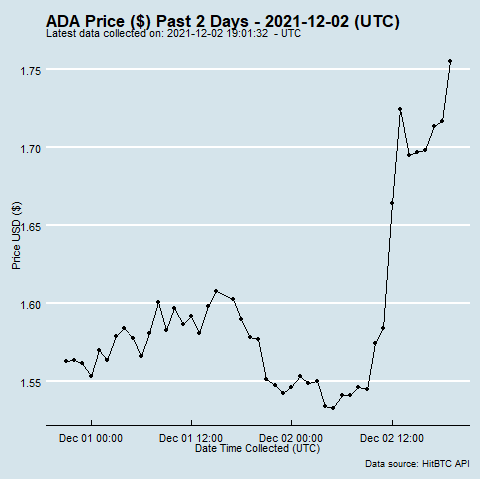 ADA Price ($) Past 2 Days - 2021-12-02 (UTC)
Latest data collected on: 2021-12-02 19:01:32 - UTC
1.75
1.70
1.65
1.60
1.55
Price USD ($)
Dec 01 00:00 Dec 01 12:00 Dec 02 00:00 Dec 02 12:00
Date Time Collected (UTC)
Data source: HitBTC API